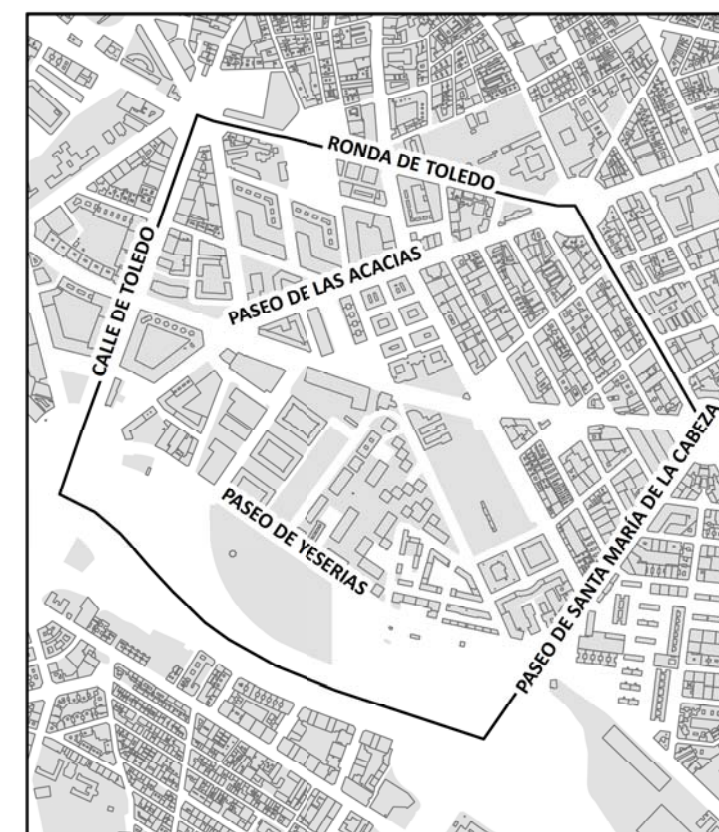 RONDA DE TOLEDO
CALLE DE TOLEDO
PASEO DE LAS ACACIAS
PASEO DE YESERIAS
PASEO DE SANTA MARÍA DE LA CABEZA